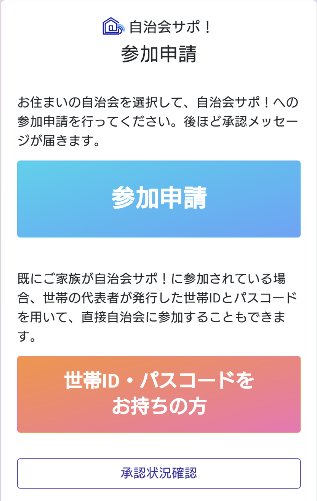 自治会サポ！
参加申請
お住まいの自治会を選択して、自治会サポ！への
参加申請を行ってください。後ほど承認メッセー
ジが届きます。
参加申請
既にご家族が自治会サポ！に参加されている場
合、世帯の代表者が発行した世帯IDとパスコード
を用いて、直接自治会に参加することもできま
す。
世帯ID・パスコードを
お持ちの方
承認状況確認